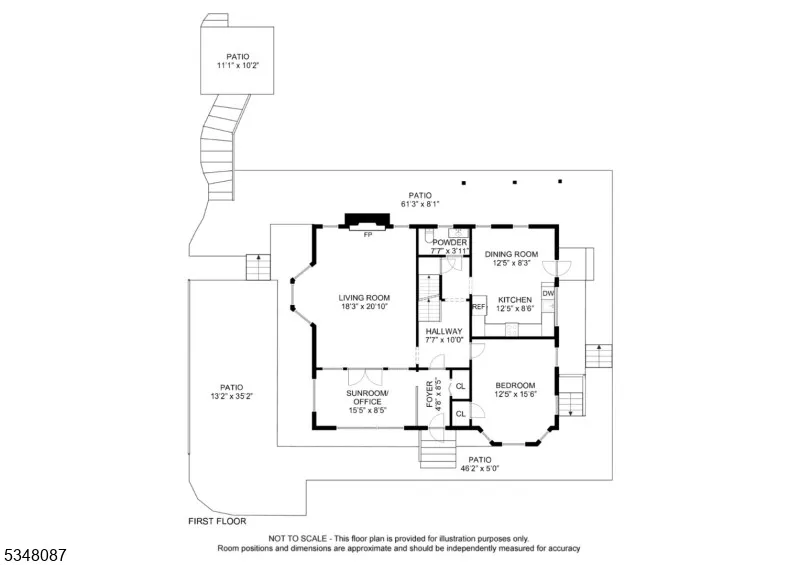 PATIO
11'1" x 10'2"
PATIO
61'3" x 8'1"
FP
POWDER
7'7" x 3'11"
DINING ROOM
12'5" x 8'3"
LIVING ROOM
18'3" x 20'10"
KITCHEN
12'5" x 8'6"
DW
REF
HALLWAY
7'7" x 10'0"
PATIO
13'2" x 35'2"
SUNROOM/
OFFICE
15'5" x 8'5"
FOYER
4'8" x 8'5"
CL
CL
BEDROOM
12'5" x 15'6"
PATIO
46'2" x 5'0"
FIRST FLOOR
NOT TO SCALE - This floor plan is provided for illustration purposes only.
Room positions and dimensions are approximate and should be independently measured for accuracy
5348087